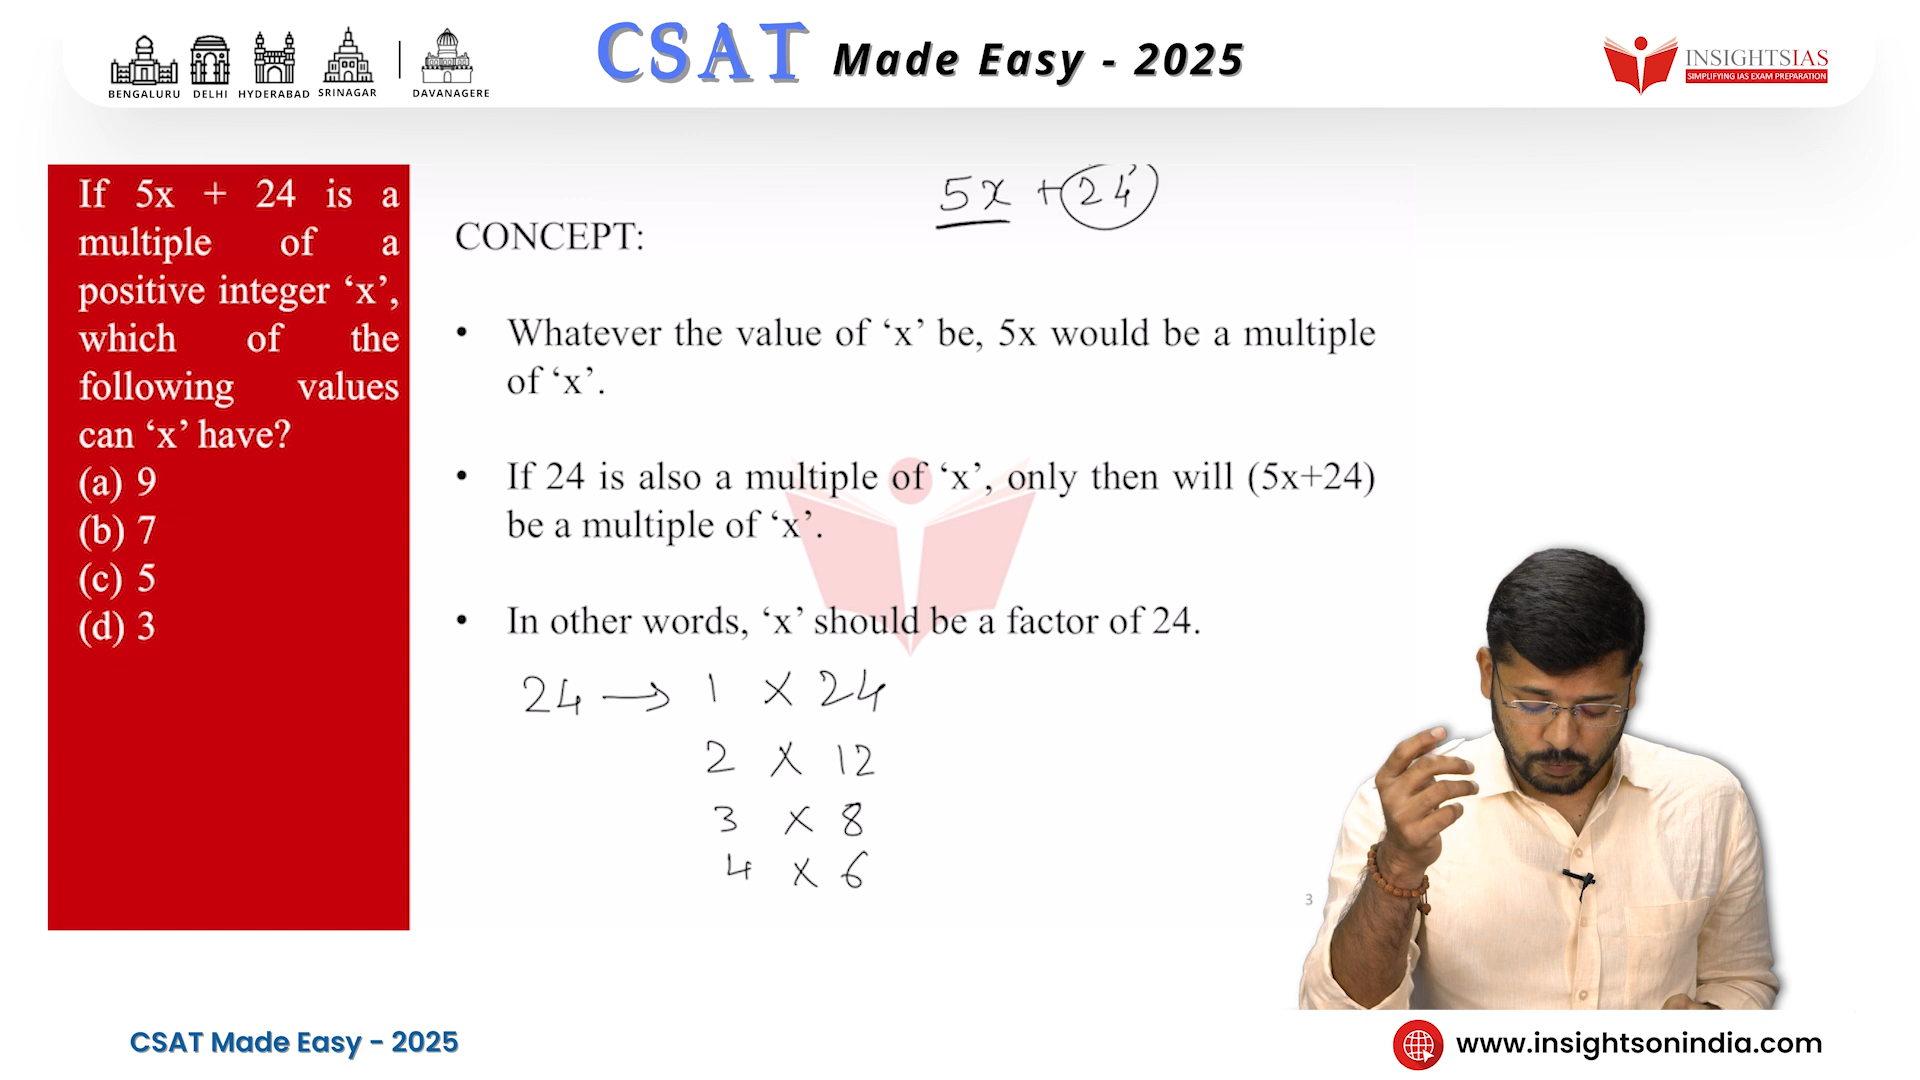 BENGALURU DELHI HYDERABAD SRINAGAR DAVANAGERE
CSAT Made Easy - 2025
INSIGHTSIAS
SIMPLIFYING IAS EXAM PREPARATION
If 5x + 24 is a
multiple of a
positive integer ‘x’,
which of the
following values
can ‘x’ have?
(a) 9
(b) 7
(c) 5
(d) 3
5x + 24
CONCEPT:
• Whatever the value of ‘x’ be, 5x would be a multiple
of ‘x’.
• If 24 is also a multiple of ‘x’, only then will (5x+24)
be a multiple of ‘x’.
• In other words, ‘x’ should be a factor of 24.
24 → 1 × 24
2 × 12
3 × 8
4 × 6
3
CSAT Made Easy - 2025
www.insightsonindia.com